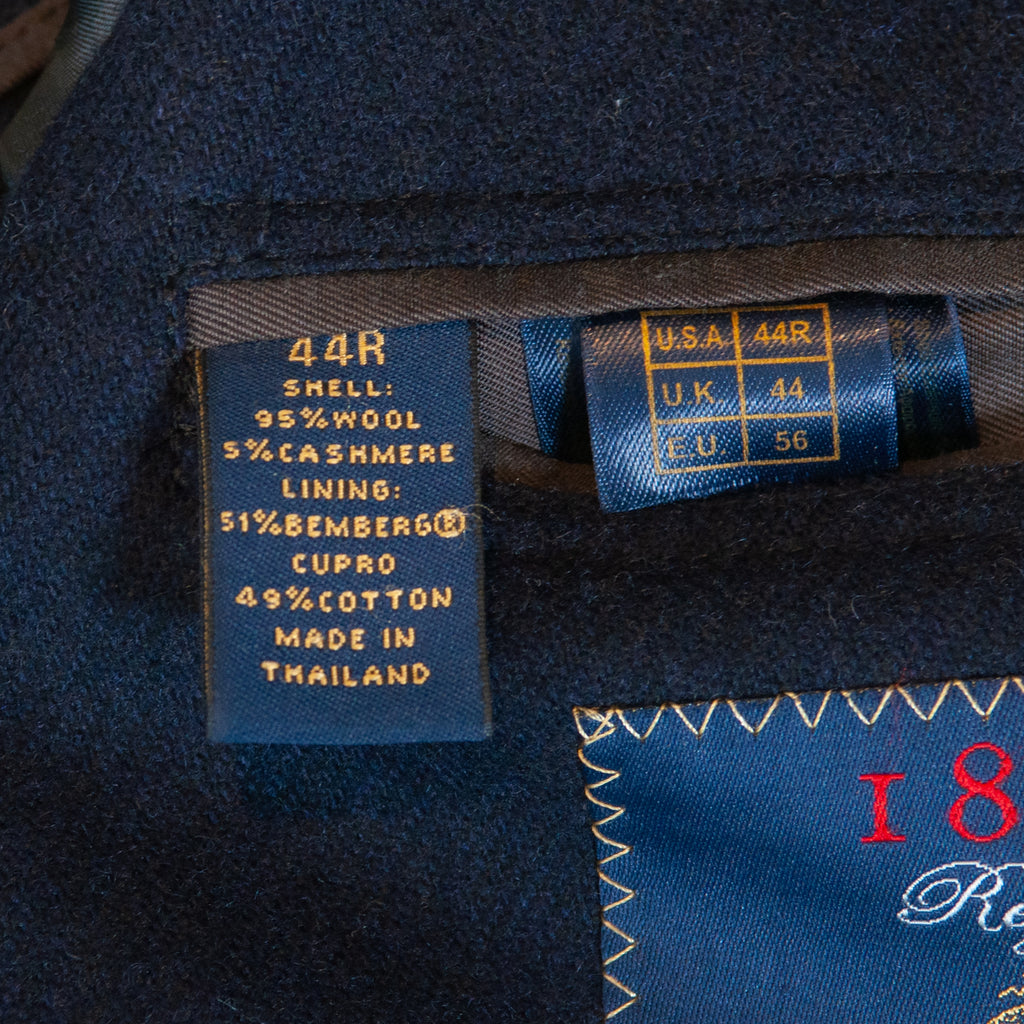 44R
SHELL:
95%WOOL
5%CASHMERE
LINING:
51%BEMBERG®
CUPRO
49%COTTON
MADE IN
THAILAND
U.S.A. 44R
U.K. 44
E.U. 56
18
Re